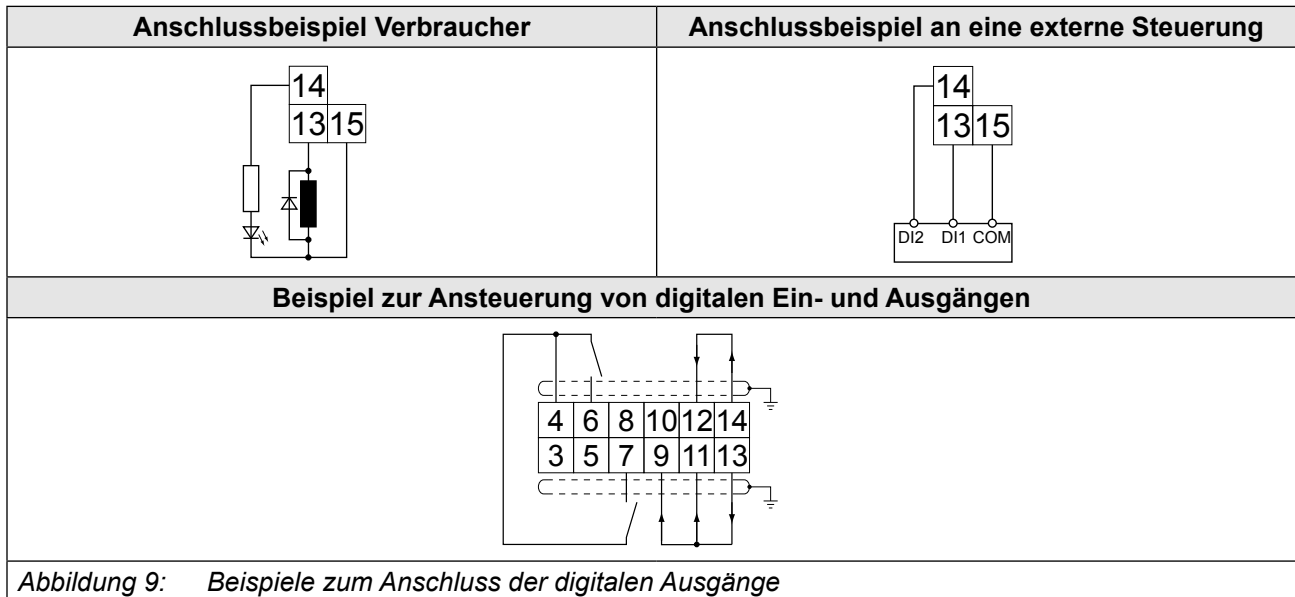 Anschlussbeispiel Verbraucher
Anschlussbeispiel an eine externe Steuerung
14
13 15
14
13 15
DI2 DI1 COM
Beispiel zur Ansteuerung von digitalen Ein- und Ausgängen
4 6 8 10 12 14
3 5 7 9 11 13
Abbildung 9: Beispiele zum Anschluss der digitalen Ausgänge